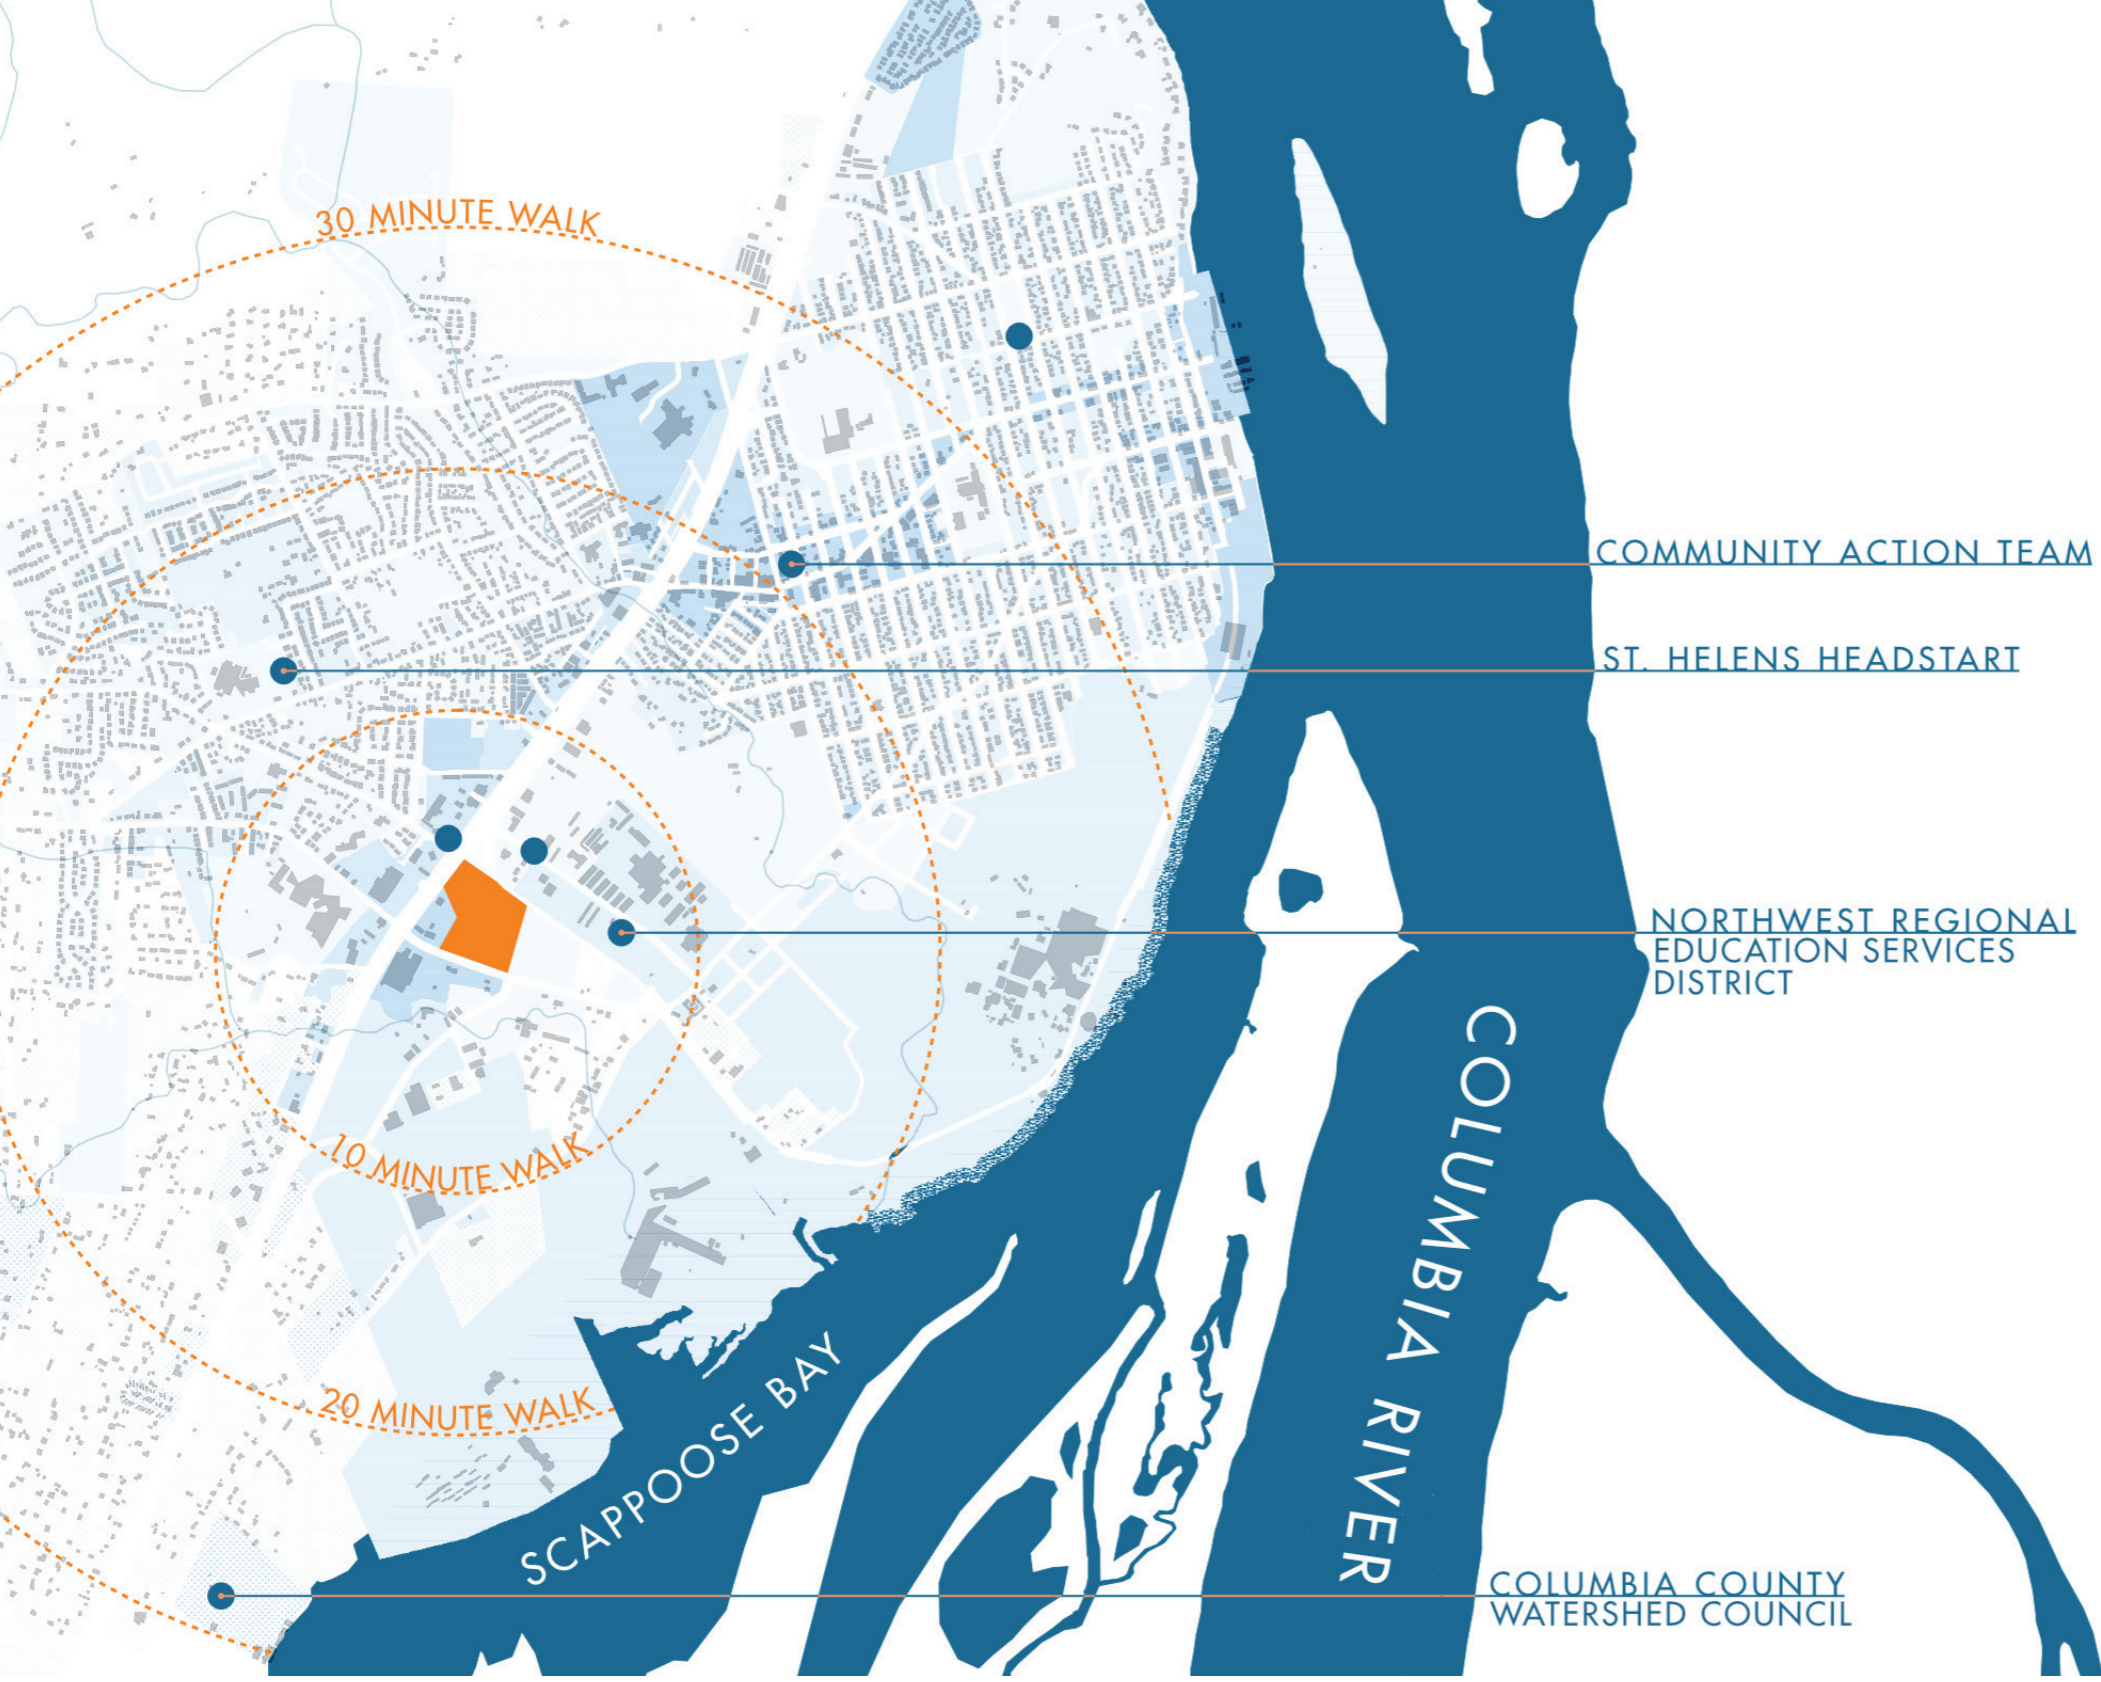 30 MINUTE WALK
COMMUNITY ACTION TEAM
ST. HELENS HEADSTART
NORTHWEST REGIONAL
EDUCATION SERVICES
DISTRICT
COLUMBIA RIVER
10 MINUTE WALK
20 MINUTE WALK
SCAPPOOSE BAY
COLUMBIA COUNTY
WATERSHED COUNCIL